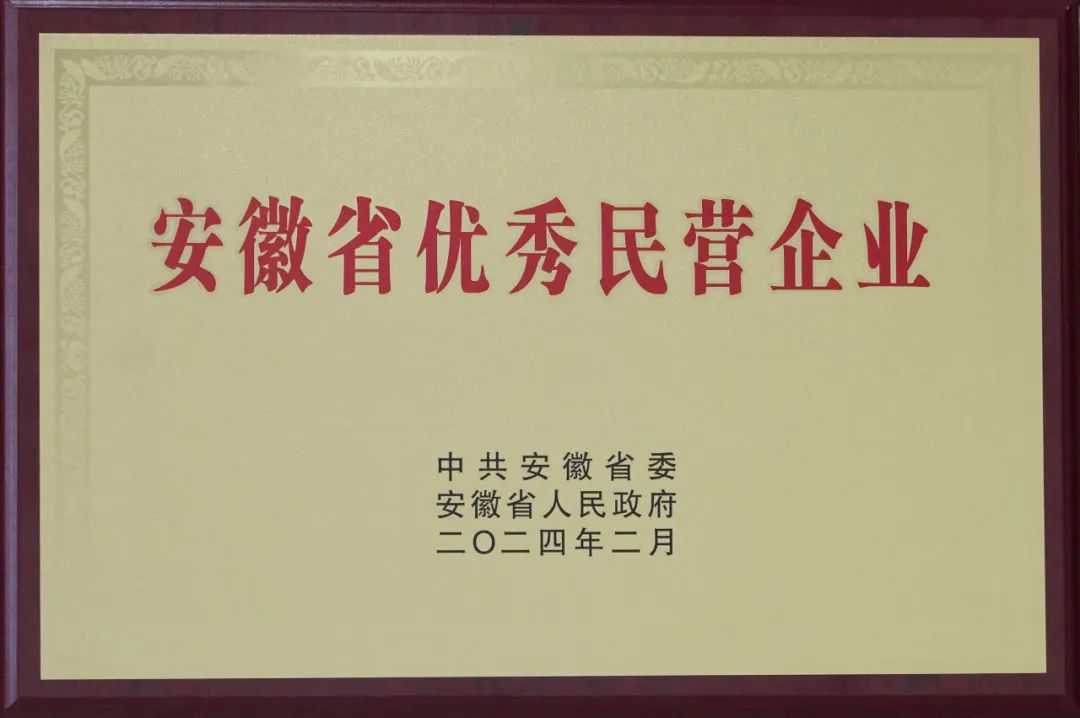 安徽省优秀民营企业
中共安徽省委
安徽省人民政府
二〇二四年二月